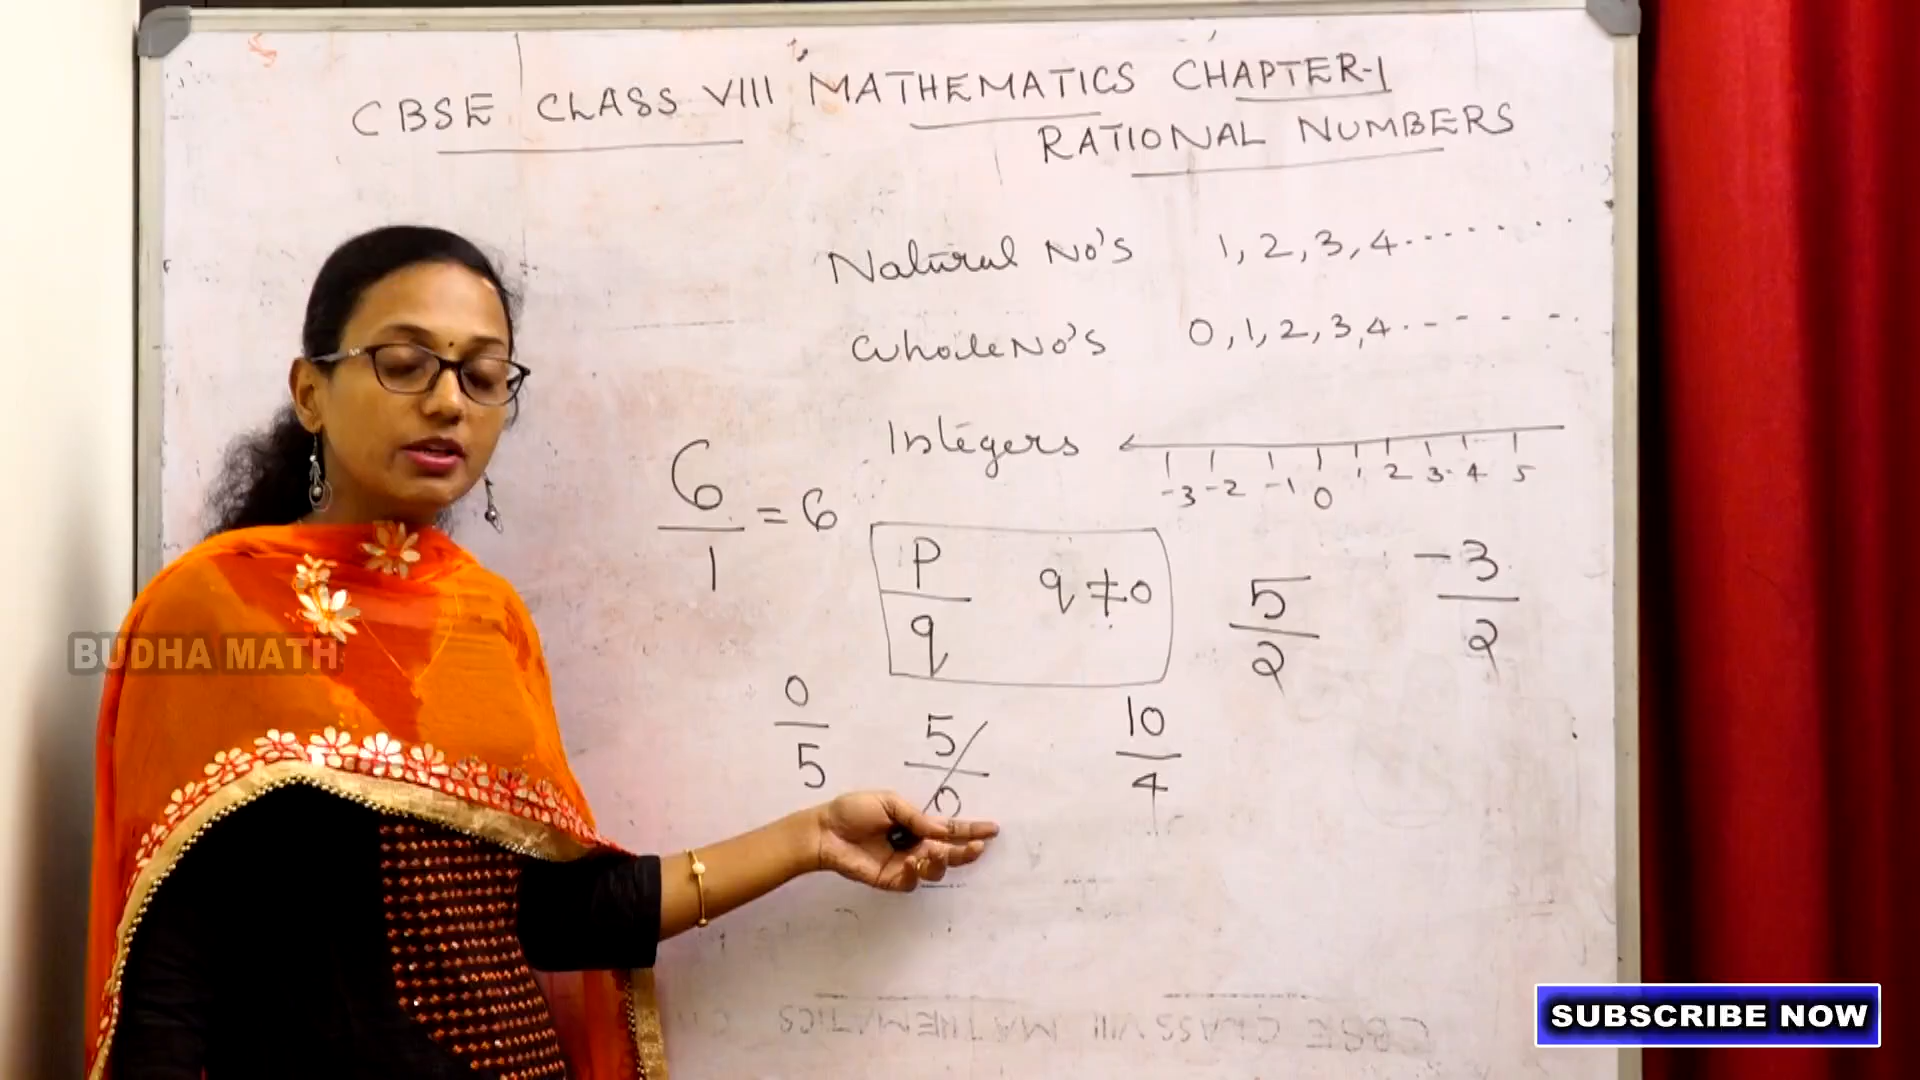 CBSE CLASS VIII MATHEMATICS CHAPTER-1
RATIONAL NUMBERS
Natural No's 1, 2, 3, 4.......
Whole No's 0, 1, 2, 3, 4.-----.
Integers
-3 -2 -1 0 1 2 3 4 5
6/1 = 6
p/q q ≠ 0
5/2
-3/2
0/5
5/0
10/4
BUDHA MATH
SUBSCRIBE NOW